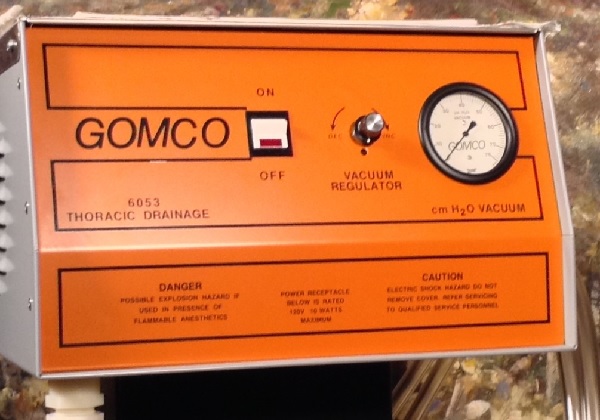 ON
GOMCO
OFF
DEC
INC
VACUUM
REGULATOR
GOMCO
6053
THORACIC DRAINAGE
cm H2O VACUUM
DANGER
POSSIBLE EXPLOSION HAZARD IF
USED IN PRESENCE OF
FLAMMABLE ANESTHETICS
POWER RECEPTACLE
BELOW IS RATED
120V 10 WATTS
MAXIMUM
CAUTION
ELECTRIC SHOCK HAZARD DO NOT
REMOVE COVER. REFER SERVICING
TO QUALIFIED SERVICE PERSONNEL